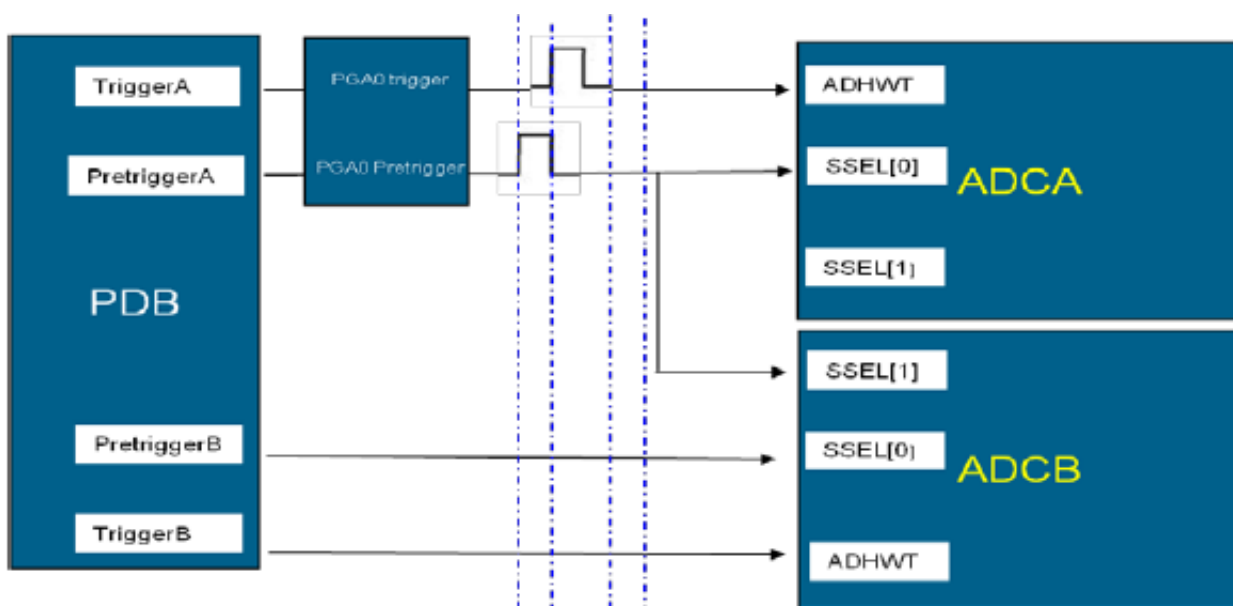 TriggerA
PGA0 trigger
ADHWT
PretriggerA
PGA0 Pretrigger
SSEL[0]
ADCA
SSEL[1]
PDB
SSEL[1]
PretriggerB
SSEL[0]
ADCB
TriggerB
ADHWT